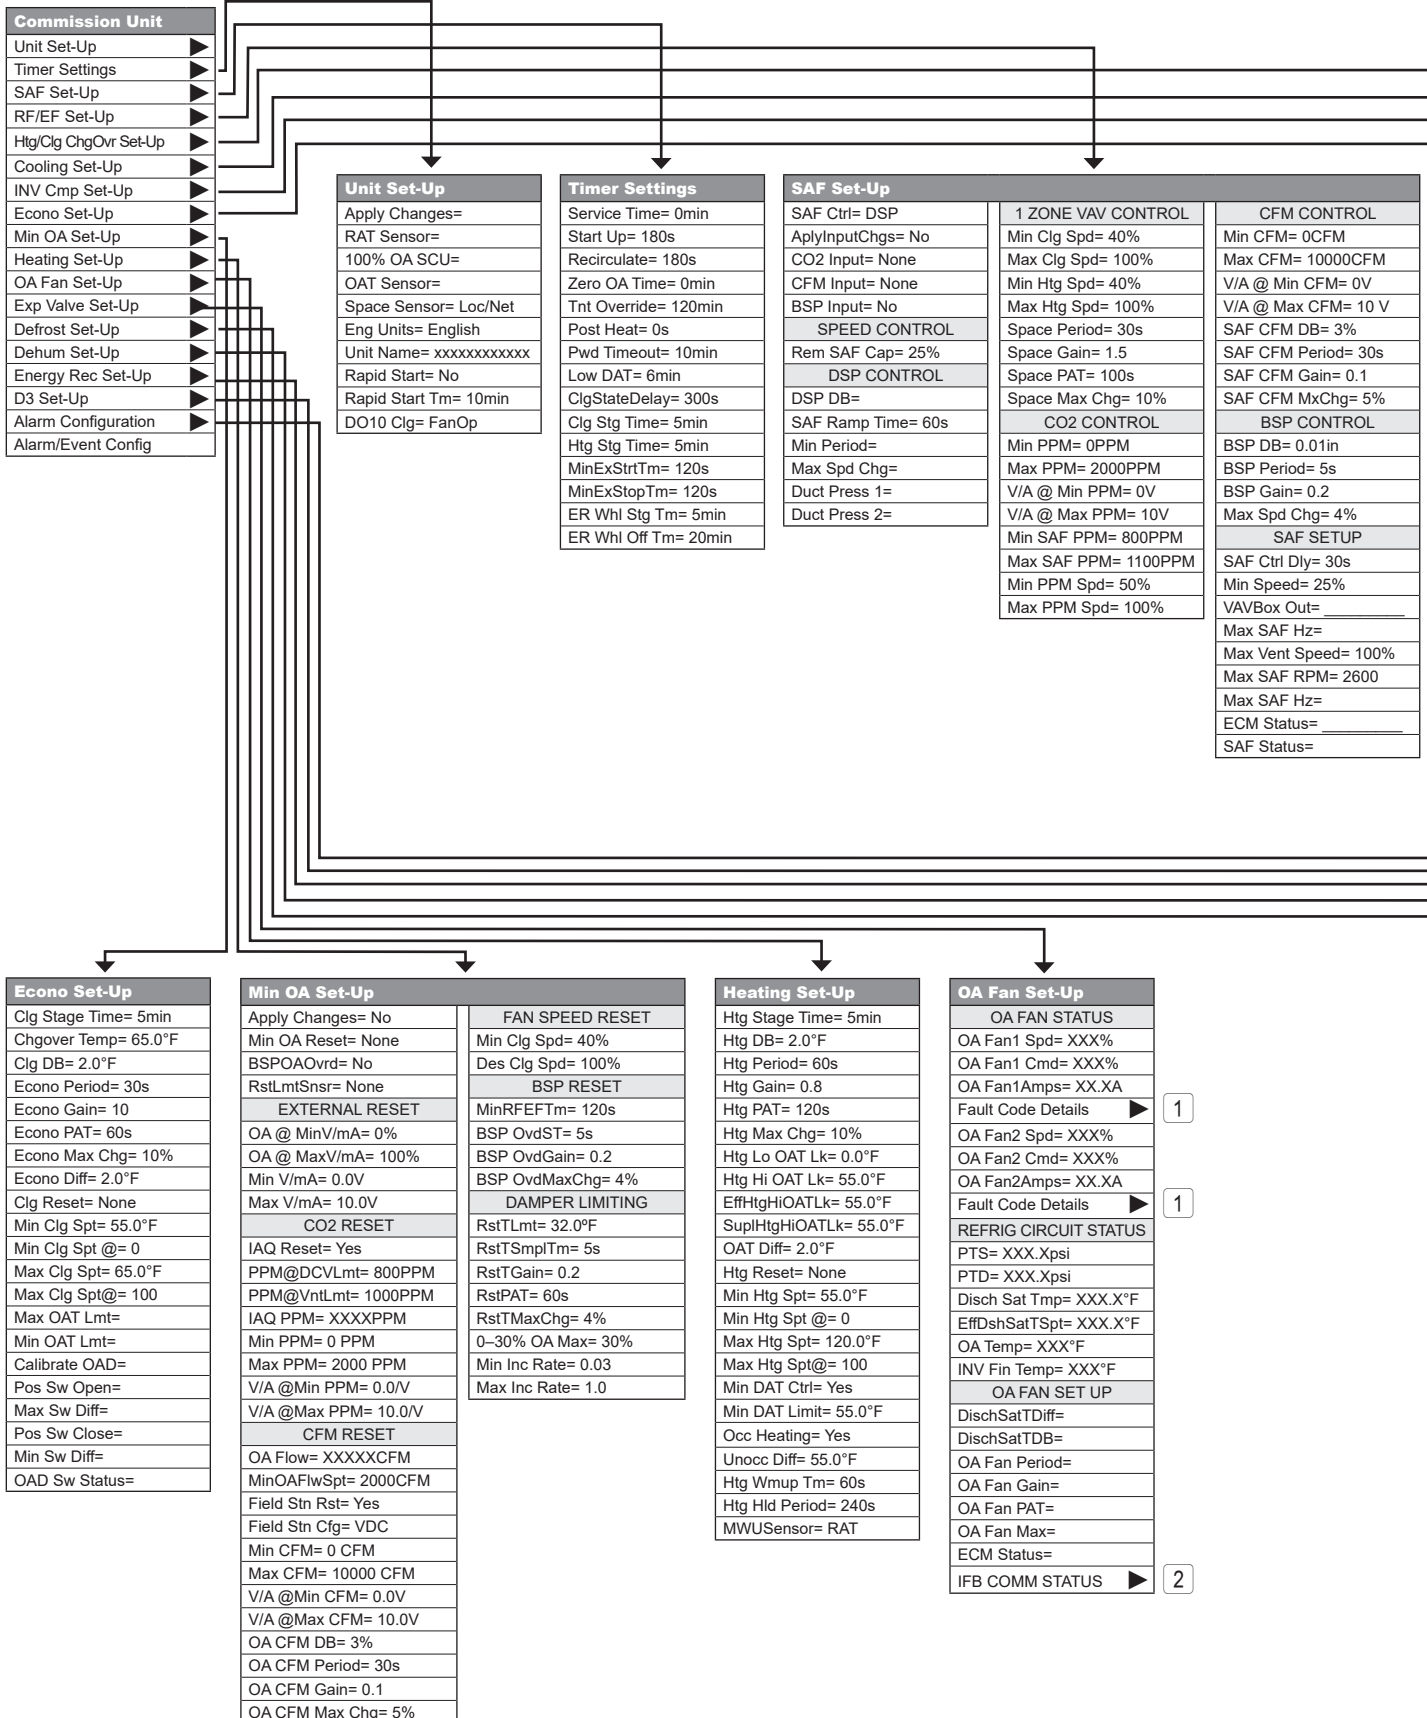 Commission Unit
Unit Set-Up
Timer Settings
SAF Set-Up
RF/EF Set-Up
Htg/Clg ChgOvr Set-Up
Cooling Set-Up
INV Cmp Set-Up
Econo Set-Up
Min OA Set-Up
Heating Set-Up
OA Fan Set-Up
Exp Valve Set-Up
Defrost Set-Up
Dehum Set-Up
Energy Rec Set-Up
D3 Set-Up
Alarm Configuration
Alarm/Event Config
Unit Set-Up
Apply Changes=
RAT Sensor=
100% OA SCU=
OAT Sensor=
Space Sensor= Loc/Net
Eng Units= English
Unit Name= xxxxxxxxxxxx
Rapid Start= No
Rapid Start Tm= 10min
DO10 Clg= FanOp
Timer Settings
Service Time= 0min
Start Up= 180s
Recirculate= 180s
Zero OA Time= 0min
Tnt Override= 120min
Post Heat= 0s
Pwd Timeout= 10min
Low DAT= 6min
ClgStateDelay= 300s
Clg Stg Time= 5min
Htg Stg Time= 5min
MinExStrtTm= 120s
MinExStopTm= 120s
ER Whl Stg Tm= 5min
ER Whl Off Tm= 20min
SAF Set-Up
SAF Ctrl= DSP
AplyInputChgs= No
CO2 Input= None
CFM Input= None
BSP Input= No
SPEED CONTROL
Rem SAF Cap= 25%
DSP CONTROL
DSP DB=
SAF Ramp Time= 60s
Min Period=
Max Spd Chg=
Duct Press 1=
Duct Press 2=
1 ZONE VAV CONTROL
Min Clg Spd= 40%
Max Clg Spd= 100%
Min Htg Spd= 40%
Max Htg Spd= 100%
Space Period= 30s
Space Gain= 1.5
Space PAT= 100s
Space Max Chg= 10%
CO2 CONTROL
Min PPM= 0PPM
Max PPM= 2000PPM
V/A @ Min PPM= 0V
V/A @ Max PPM= 10V
Min SAF PPM= 800PPM
Max SAF PPM= 1100PPM
Min PPM Spd= 50%
Max PPM Spd= 100%
CFM CONTROL
Min CFM= 0CFM
Max CFM= 10000CFM
V/A @ Min CFM= 0V
V/A @ Max CFM= 10 V
SAF CFM DB= 3%
SAF CFM Period= 30s
SAF CFM Gain= 0.1
SAF CFM MxChg= 5%
BSP CONTROL
BSP DB= 0.01in
BSP Period= 5s
BSP Gain= 0.2
Max Spd Chg= 4%
SAF SETUP
SAF Ctrl Dly= 30s
Min Speed= 25%
VAVBox Out= _________
Max SAF Hz=
Max Vent Speed= 100%
Max SAF RPM= 2600
Max SAF Hz=
ECM Status= _________
SAF Status=
Econo Set-Up
Clg Stage Time= 5min
Chgover Temp= 65.0°F
Clg DB= 2.0°F
Econo Period= 30s
Econo Gain= 10
Econo PAT= 60s
Econo Max Chg= 10%
Econo Diff= 2.0°F
Clg Reset= None
Min Clg Spt= 55.0°F
Min Clg Spt @= 0
Max Clg Spt= 65.0°F
Max Clg Spt@= 100
Max OAT Lmt=
Min OAT Lmt=
Calibrate OAD=
Pos Sw Open=
Max Sw Diff=
Pos Sw Close=
Min Sw Diff=
OAD Sw Status=
Min OA Set-Up
Apply Changes= No
Min OA Reset= None
BSPOAOvrd= No
RstLmtSnsr= None
EXTERNAL RESET
OA @ MinV/mA= 0%
OA @ MaxV/mA= 100%
Min V/mA= 0.0V
Max V/mA= 10.0V
CO2 RESET
IAQ Reset= Yes
PPM@DCVLmt= 800PPM
PPM@VntLmt= 1000PPM
IAQ PPM= XXXXPPM
Min PPM= 0 PPM
Max PPM= 2000 PPM
V/A @Min PPM= 0.0/V
V/A @Max PPM= 10.0/V
CFM RESET
OA Flow= XXXXXCFM
MinOAFlwSpt= 2000CFM
Field Stn Rst= Yes
Field Stn Cfg= VDC
Min CFM= 0 CFM
Max CFM= 10000 CFM
V/A @Min CFM= 0.0V
V/A @Max CFM= 10.0V
OA CFM DB= 3%
OA CFM Period= 30s
OA CFM Gain= 0.1
OA CFM Max Chg= 5%
FAN SPEED RESET
Min Clg Spd= 40%
Des Clg Spd= 100%
BSP RESET
MinRFEFTm= 120s
BSP OvdST= 5s
BSP OvdGain= 0.2
BSP OvdMaxChg= 4%
DAMPER LIMITING
RstTLmt= 32.0ºF
RstTSmplTm= 5s
RstTGain= 0.2
RstPAT= 60s
RstTMaxChg= 4%
0–30% OA Max= 30%
Min Inc Rate= 0.03
Max Inc Rate= 1.0
Heating Set-Up
Htg Stage Time= 5min
Htg DB= 2.0°F
Htg Period= 60s
Htg Gain= 0.8
Htg PAT= 120s
Htg Max Chg= 10%
Htg Lo OAT Lk= 0.0°F
Htg Hi OAT Lk= 55.0°F
EffHtgHiOATLk= 55.0°F
SuplHtgHiOATLk= 55.0°F
OAT Diff= 2.0°F
Htg Reset= None
Min Htg Spt= 55.0°F
Min Htg Spt @= 0
Max Htg Spt= 120.0°F
Max Htg Spt@= 100
Min DAT Ctrl= Yes
Min DAT Limit= 55.0°F
Occ Heating= Yes
Unocc Diff= 55.0°F
Htg Wmup Tm= 60s
Htg Hld Period= 240s
MWUSensor= RAT
OA Fan Set-Up
OA FAN STATUS
OA Fan1 Spd= XXX%
OA Fan1 Cmd= XXX%
OA Fan1Amps= XX.XA
Fault Code Details 1
OA Fan2 Spd= XXX%
OA Fan2 Cmd= XXX%
OA Fan2Amps= XX.XA
Fault Code Details 1
REFRIG CIRCUIT STATUS
PTS= XXX.Xpsi
PTD= XXX.Xpsi
Disch Sat Tmp= XXX.X°F
EffDshSatTSpt= XXX.X°F
OA Temp= XXX°F
INV Fin Temp= XXX°F
OA FAN SET UP
DischSatTDiff=
DischSatTDB=
OA Fan Period=
OA Fan Gain=
OA Fan PAT=
OA Fan Max=
ECM Status=
IFB COMM STATUS 2